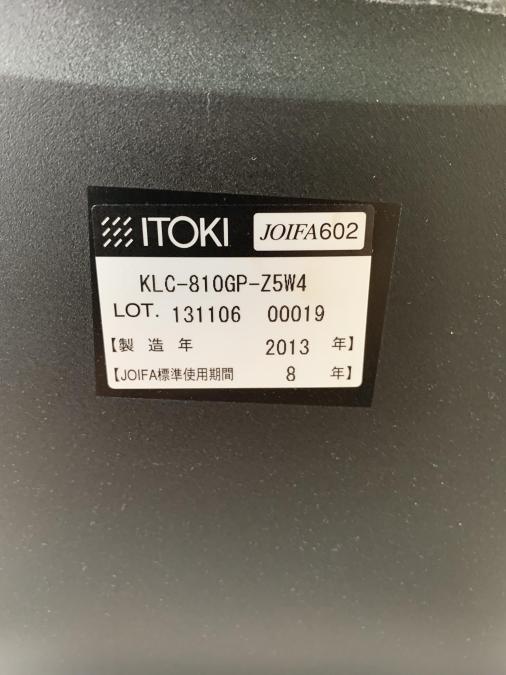 ITOKI JOIFA602
KLC-810GP-Z5W4
LOT. 131106 00019
【製造年 2013 年】
【JOIFA標準使用期間 8 年】